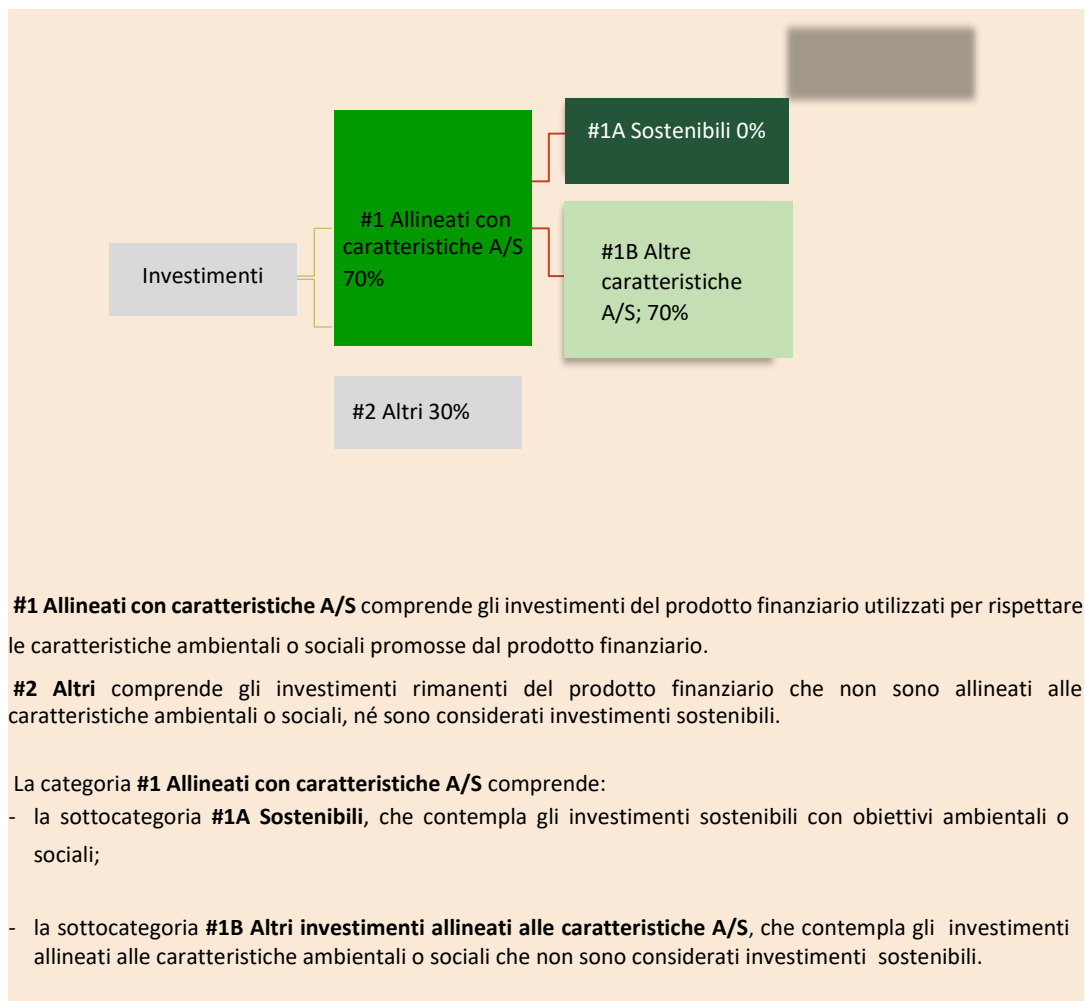 #1A Sostenibili 0%
#1 Allineati con
caratteristiche A/S
70%
Investimenti
#1B Altre
caratteristiche
A/S; 70%
#2 Altri 30%
#1 Allineati con caratteristiche A/S comprende gli investimenti del prodotto finanziario utilizzati per rispettare
le caratteristiche ambientali o sociali promosse dal prodotto finanziario.
#2 Altri comprende gli investimenti rimanenti del prodotto finanziario che non sono allineati alle
caratteristiche ambientali o sociali, né sono considerati investimenti sostenibili.
La categoria #1 Allineati con caratteristiche A/S comprende:
- la sottocategoria #1A Sostenibili, che contempla gli investimenti sostenibili con obiettivi ambientali o
sociali;
- la sottocategoria #1B Altri investimenti allineati alle caratteristiche A/S, che contempla gli investimenti
allineati alle caratteristiche ambientali o sociali che non sono considerati investimenti sostenibili.